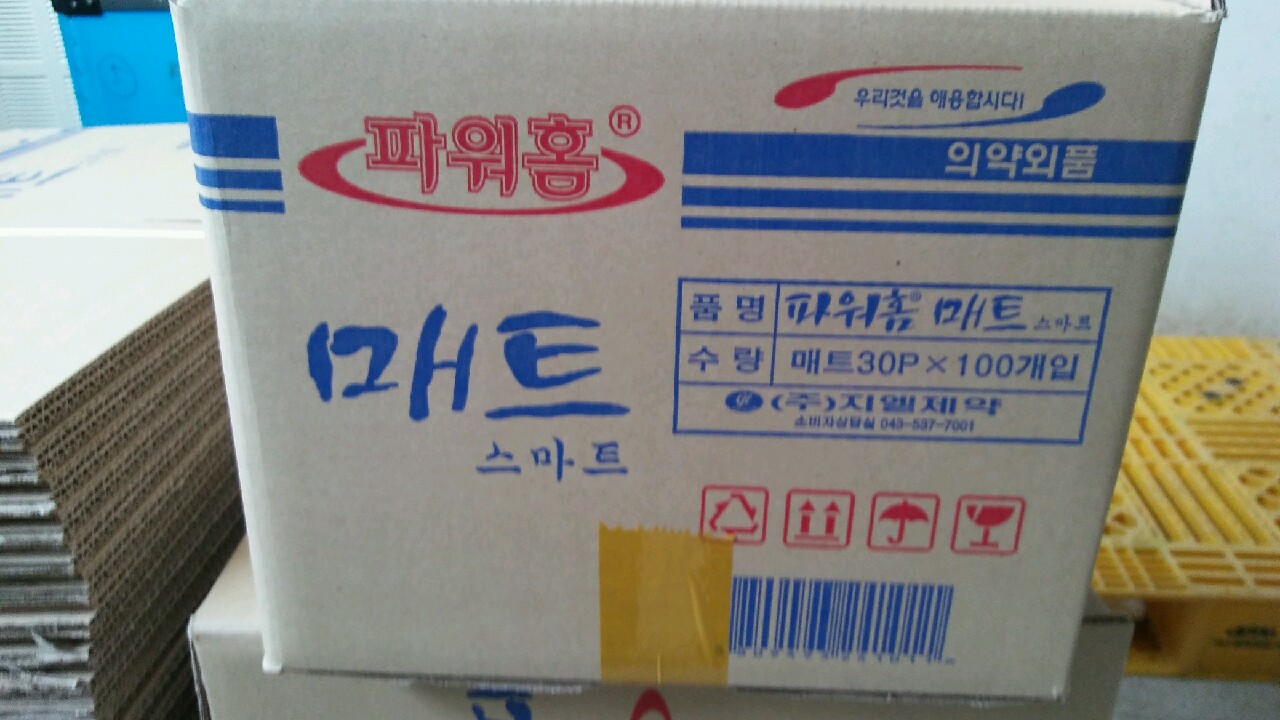 우리것을 애용합시다!
파워홈®
의약외품
매트
스마트
품 명 파워홈® 매트 스마트
수 량 매트30P×100개입
(주)지엘제약
소비자상담실 043-537-7001